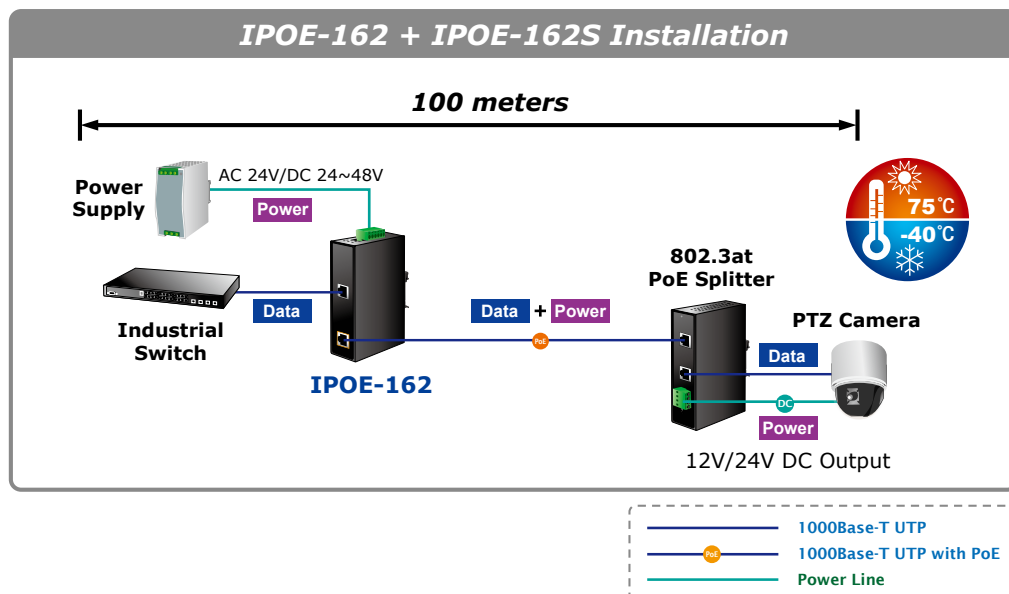 IPOE-162 + IPOE-162S Installation
100 meters
Power
Supply
AC 24V/DC 24~48V
Power
75°C
-40°C
802.3at
PoE Splitter
Industrial
Switch
Data
Data + Power
PoE
IPOE-162
PTZ Camera
Data
DC
Power
12V/24V DC Output
1000Base-T UTP
PoE
1000Base-T UTP with PoE
Power Line